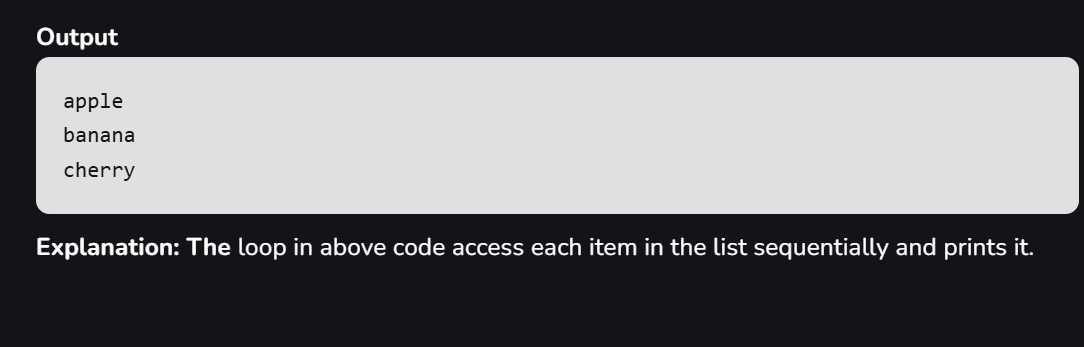 Output
apple
banana
cherry
Explanation: The loop in above code access each item in the list sequentially and prints it.